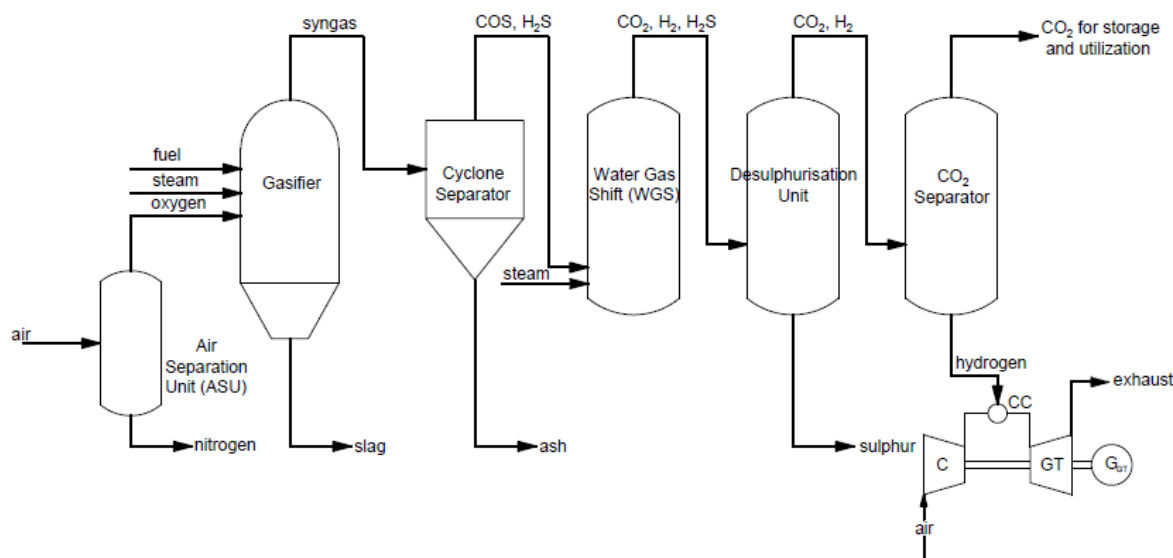 syngas
COS, H₂S
CO₂, H₂, H₂S
CO₂, H₂
CO₂ for storage
and utilization
fuel
steam
oxygen
Gasifier
Cyclone
Separator
Water Gas
Shift (WGS)
Desulphurisation
Unit
CO₂
Separator
steam
air
Air
Separation
Unit (ASU)
hydrogen
CC
exhaust
nitrogen
slag
ash
sulphur
C
GT
G_GT
air